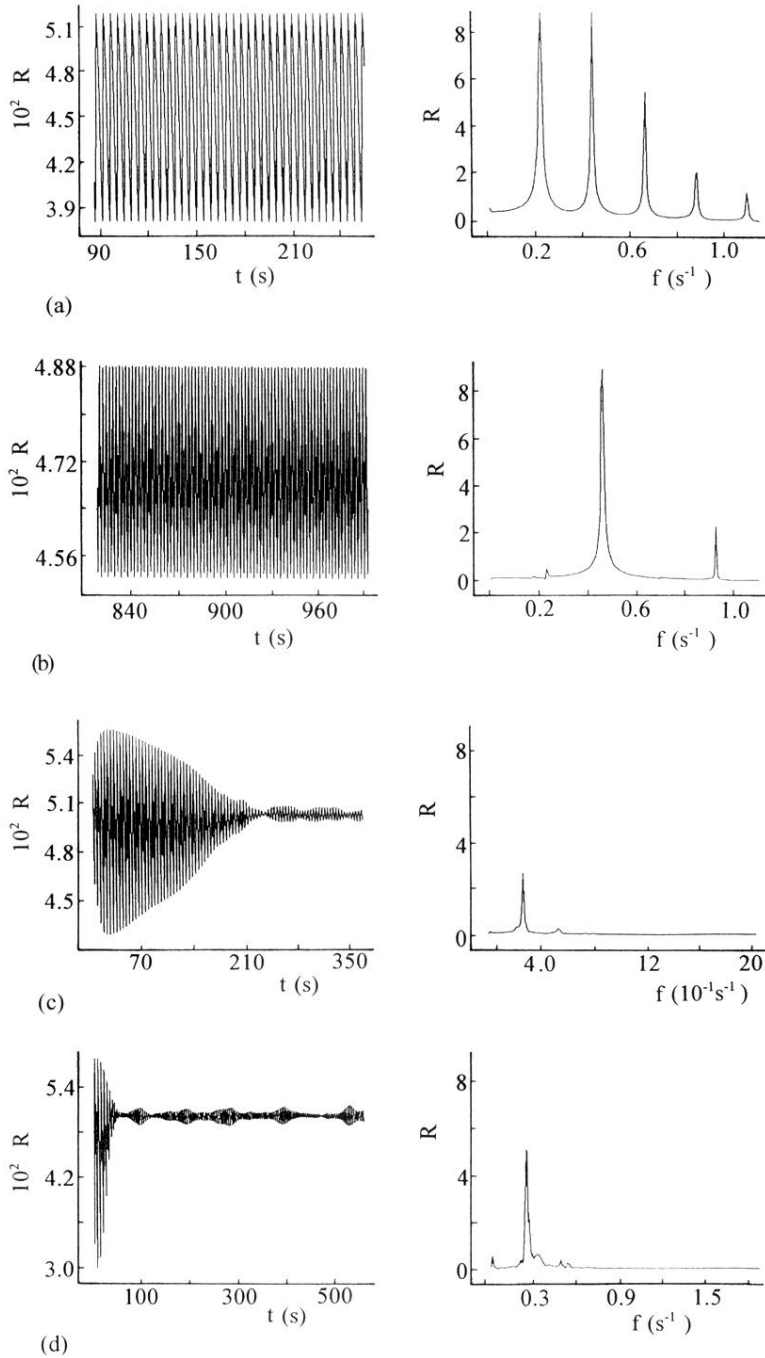 10² R
5.1
4.8
4.5
4.2
3.9
90 150 210
t (s)
R
8
6
4
2
0
0.2 0.6 1.0
f (s⁻¹)
(a)
10² R
4.88
4.72
4.56
840 900 960
t (s)
R
8
6
4
2
0
0.2 0.6 1.0
f (s⁻¹)
(b)
10² R
5.4
5.1
4.8
4.5
70 210 350
t (s)
R
8
4
0
4.0 12 20
f (10⁻¹s⁻¹)
(c)
10² R
5.4
4.2
3.0
100 300 500
t (s)
R
8
4
0
0.3 0.9 1.5
f (s⁻¹)
(d)